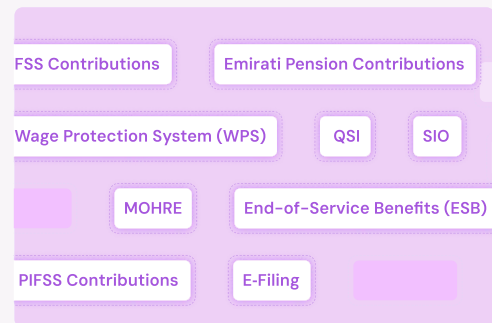 FSS Contributions
Emirati Pension Contributions
Wage Protection System (WPS)
QSI
SIO
MOHRE
End-of-Service Benefits (ESB)
PIFSS Contributions
E-Filing